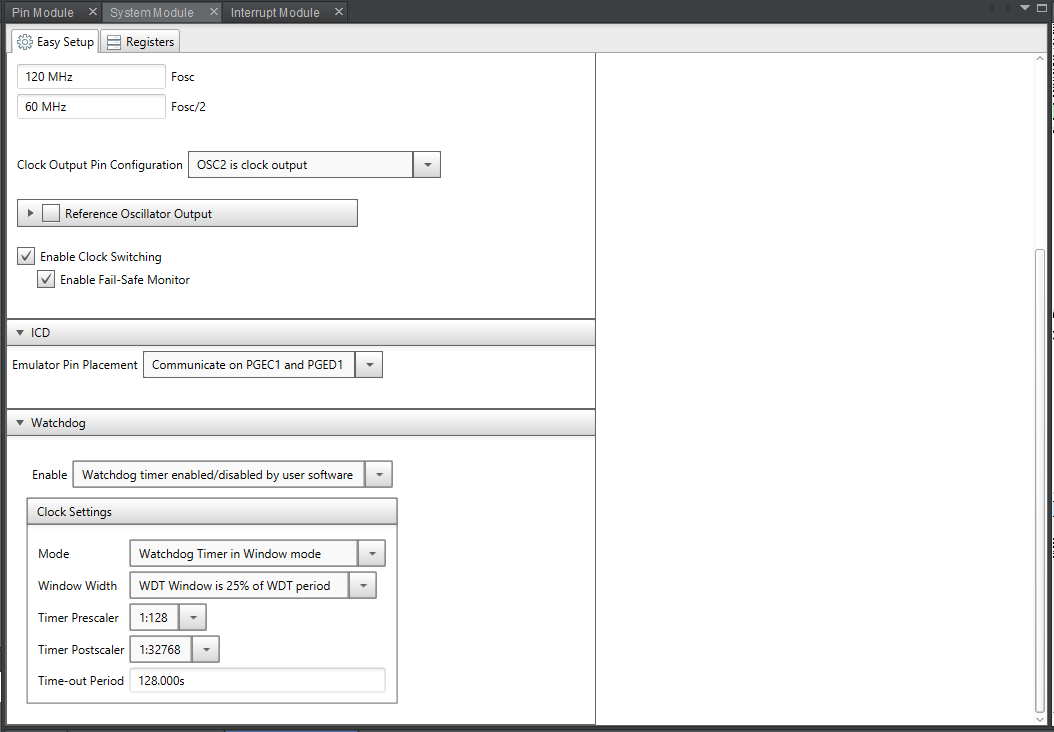 Pin Module System Module Interrupt Module
Easy Setup Registers
120 MHz Fosc
60 MHz Fosc/2
Clock Output Pin Configuration OSC2 is clock output
Reference Oscillator Output
Enable Clock Switching
Enable Fail-Safe Monitor
ICD
Emulator Pin Placement Communicate on PGEC1 and PGED1
Watchdog
Enable Watchdog timer enabled/disabled by user software
Clock Settings
Mode Watchdog Timer in Window mode
Window Width WDT Window is 25% of WDT period
Timer Prescaler 1:128
Timer Postscaler 1:32768
Time-out Period 128.000s